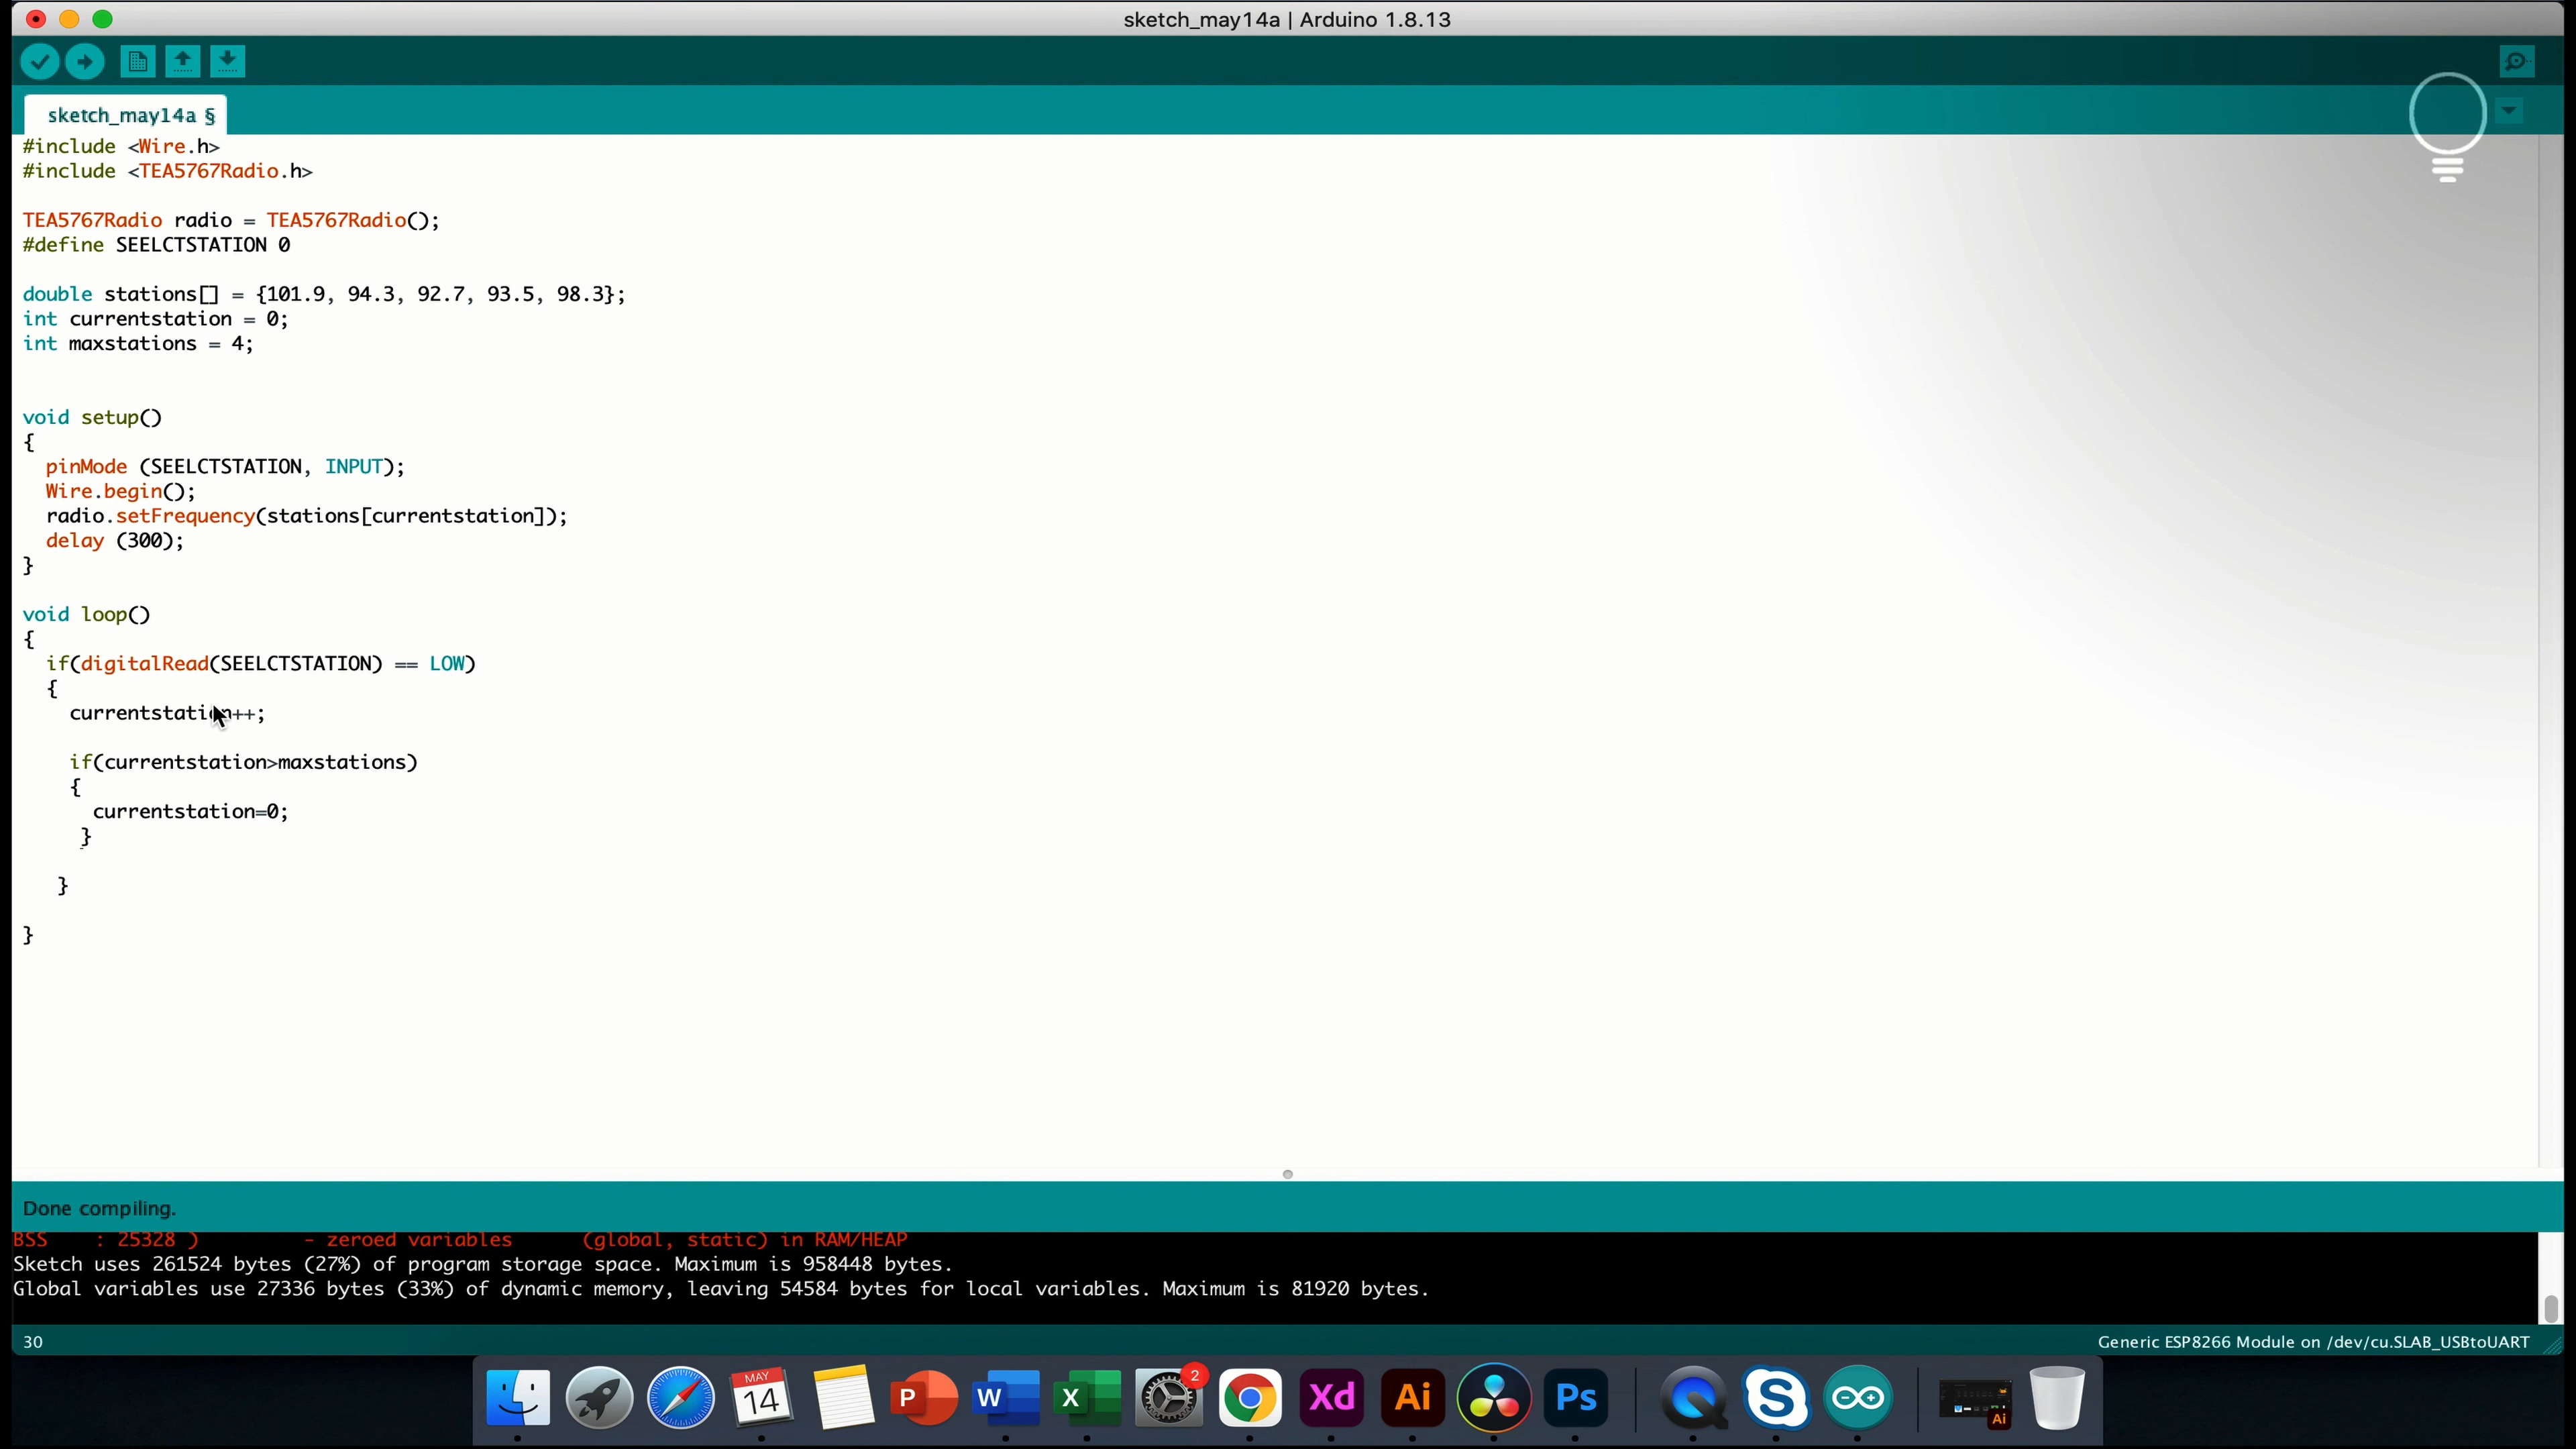 sketch_may14a | Arduino 1.8.13
sketch_may14a §
#include <Wire.h>
#include <TEA5767Radio.h>
TEA5767Radio radio = TEA5767Radio();
#define SEELCTSTATION 0
double stations[] = {101.9, 94.3, 92.7, 93.5, 98.3};
int currentstation = 0;
int maxstations = 4;
void setup()
{
pinMode (SEELCTSTATION, INPUT);
Wire.begin();
radio.setFrequency(stations[currentstation]);
delay (300);
}
void loop()
{
if(digitalRead(SEELCTSTATION) == LOW)
{
currentstation++;
if(currentstation>maxstations)
{
currentstation=0;
}
}
}
Done compiling.
BSS : 25328 ) - zeroed variables (global, static) in RAM/HEAP
Sketch uses 261524 bytes (27%) of program storage space. Maximum is 958448 bytes.
Global variables use 27336 bytes (33%) of dynamic memory, leaving 54584 bytes for local variables. Maximum is 81920 bytes.
30
Generic ESP8266 Module on /dev/cu.SLAB_USBtoUART
MAY
14
P
W
X
2
Xd
Ai
Ps
S
Ai